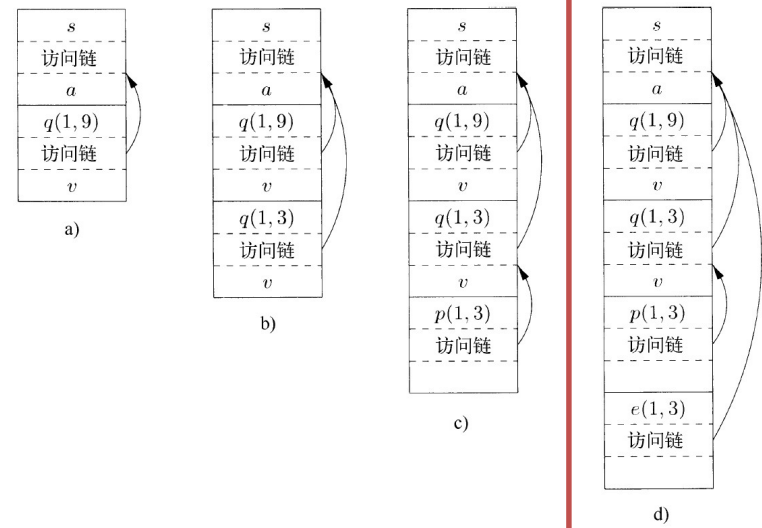 s
访问链
a
q(1, 9)
访问链
v
a)
s
访问链
a
q(1, 9)
访问链
v
q(1, 3)
访问链
v
b)
s
访问链
a
q(1, 9)
访问链
v
q(1, 3)
访问链
v
p(1, 3)
访问链
c)
s
访问链
a
q(1, 9)
访问链
v
q(1, 3)
访问链
v
p(1, 3)
访问链
e(1, 3)
访问链
d)